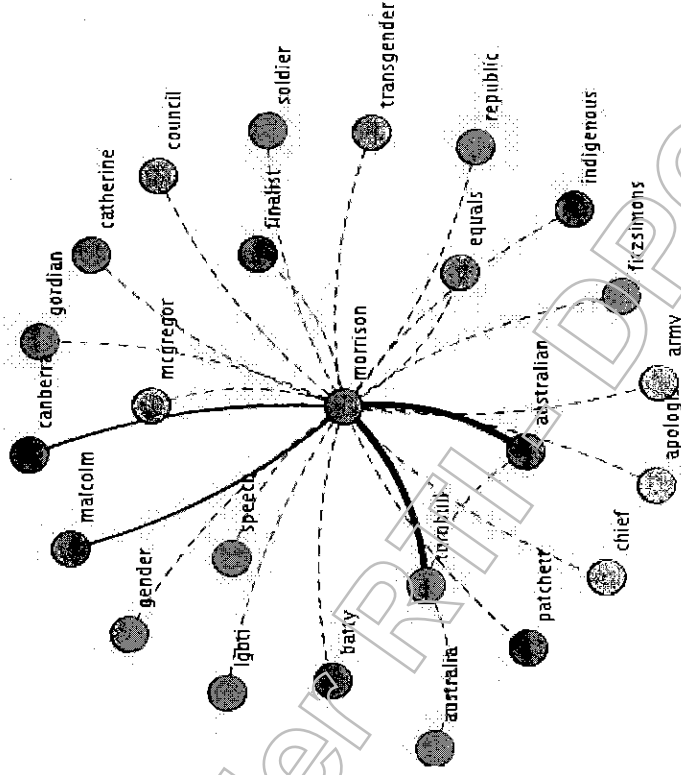 canberra
gordian
catherine
council
soldier
transgender
republic
indigenous
fitzsimons
army
chief
patchett
australia
batty
lgbti
gender
malcolm
mcgregor
finalist
equals
australian
speech
morrison
RTI